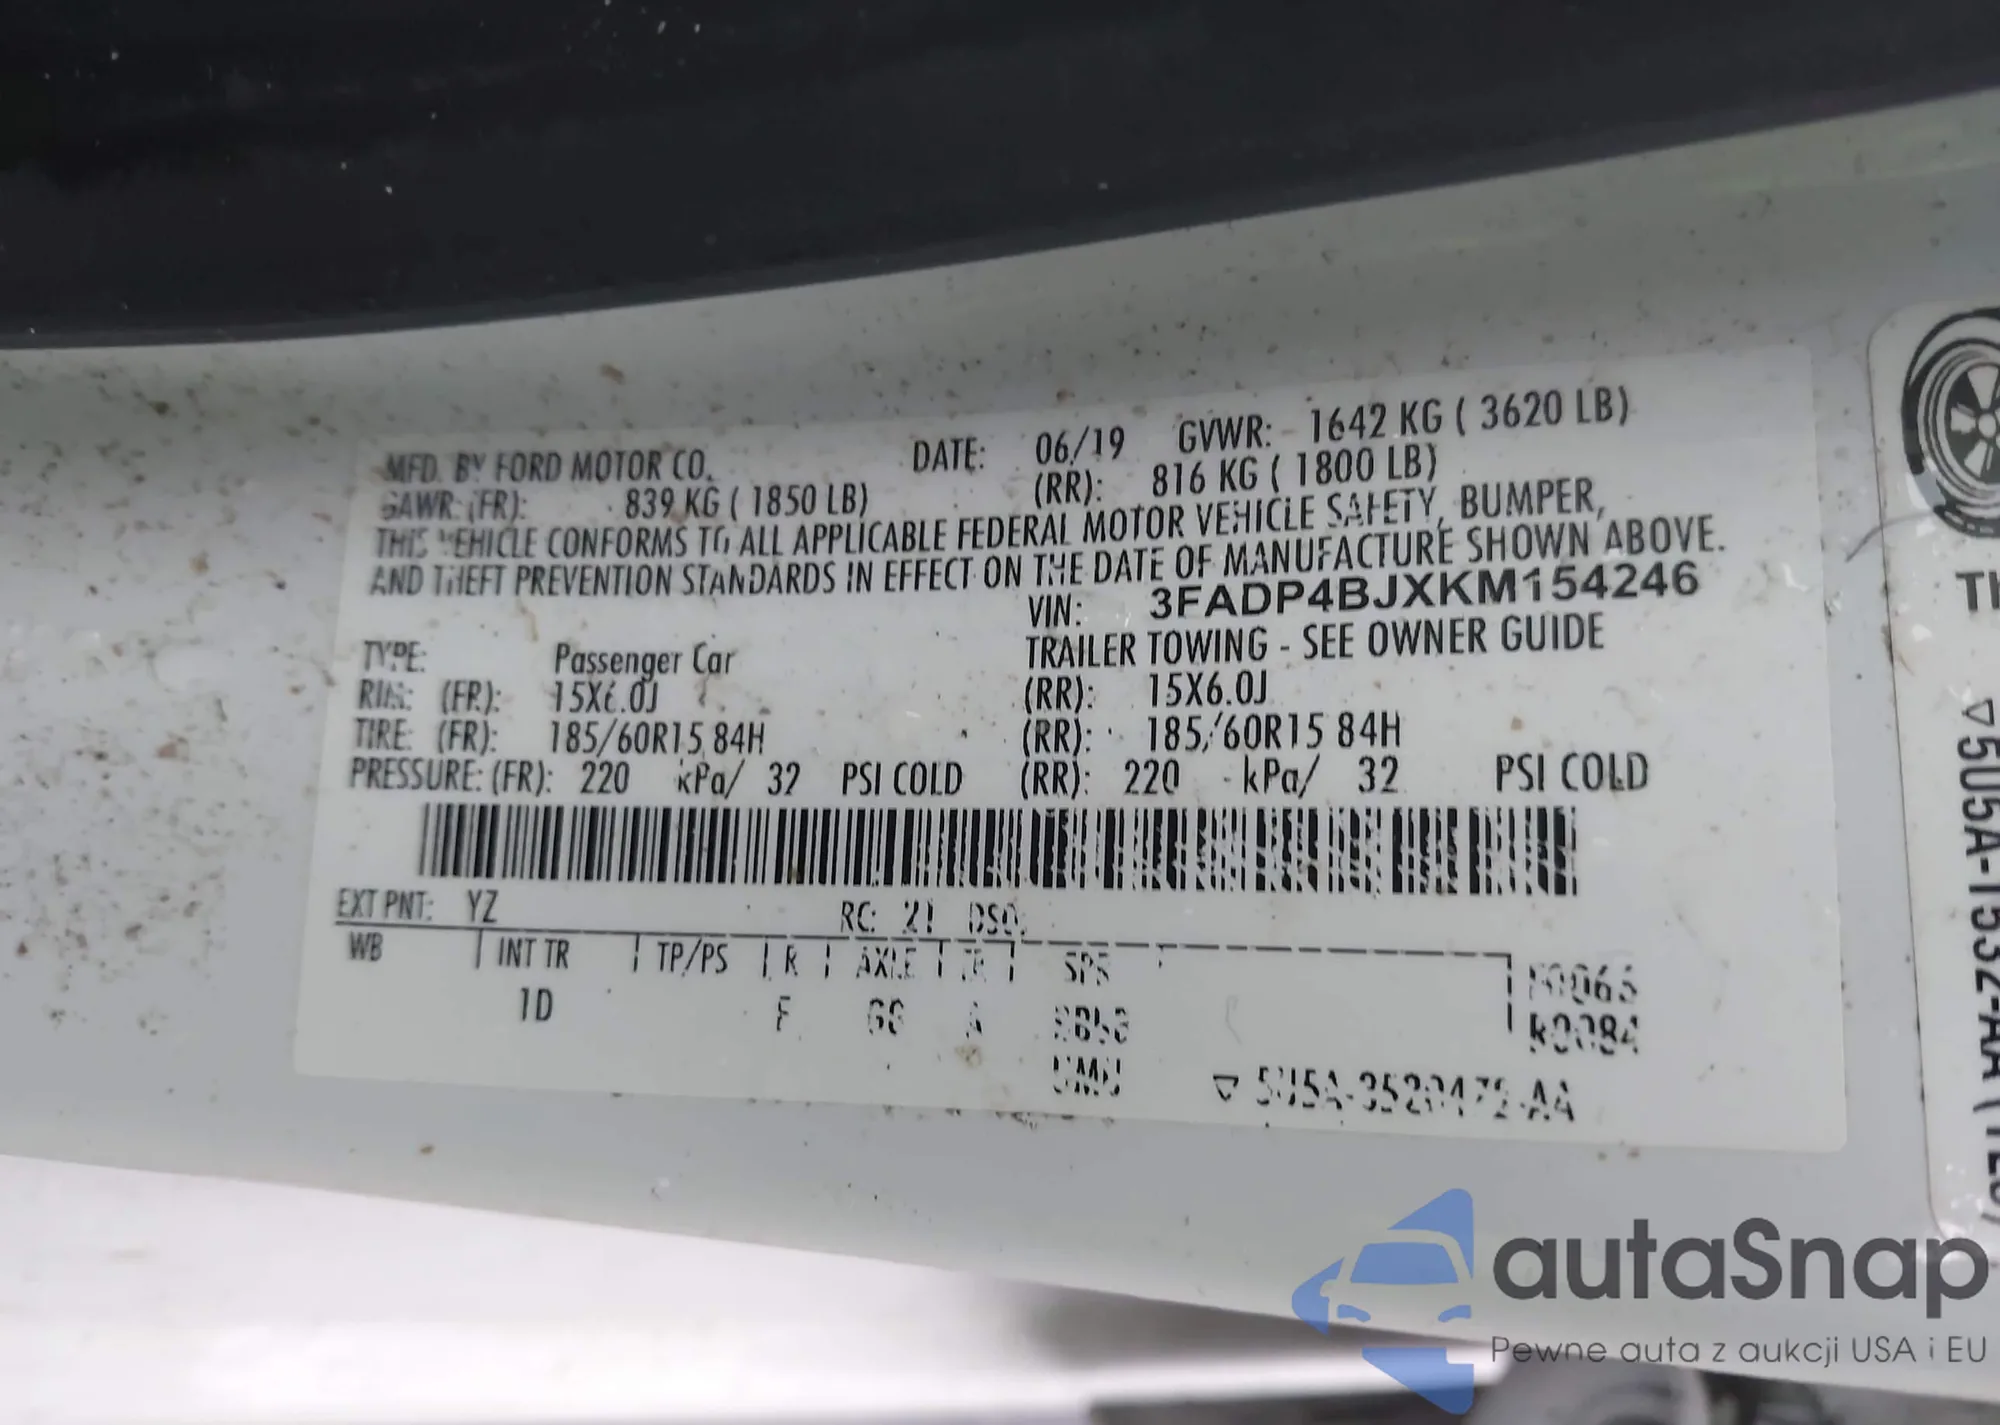 MFD. BY FORD MOTOR CO. DATE: 06/19 GVWR: 1642 KG ( 3620 LB)
GAWR: (FR): 839 KG ( 1850 LB) (RR): 816 KG ( 1800 LB)
THIS VEHICLE CONFORMS TO ALL APPLICABLE FEDERAL MOTOR VEHICLE SAFETY, BUMPER,
AND THEFT PREVENTION STANDARDS IN EFFECT ON THE DATE OF MANUFACTURE SHOWN ABOVE.
VIN: 3FADP4BJXKM154246
TYPE: Passenger Car TRAILER TOWING - SEE OWNER GUIDE
RIM: (FR): 15X6.0J (RR): 15X6.0J
TIRE: (FR): 185/60R15 84H (RR): 185/60R15 84H
PRESSURE: (FR): 220 kPa/ 32 PSI COLD (RR): 220 kPa/ 32 PSI COLD
EXT PNT: YZ RC: 21 DSO:
WB INT TR TP/PS R AXLE TR SPS
1D F A
autaSnap
Pewne auta z aukcji USA i EU